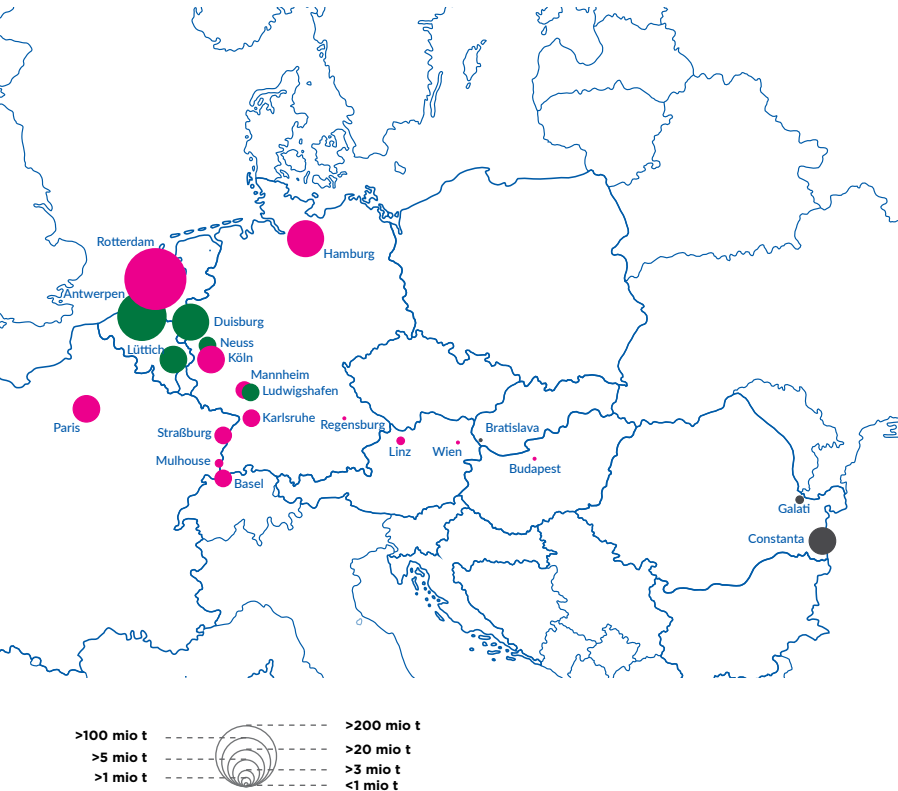 Rotterdam
Hamburg
Antwerpen
Duisburg
Neuss
Lüttich
Köln
Mannheim
Ludwigshafen
Paris
Karlsruhe
Regensburg
Straßburg
Linz
Wien
Bratislava
Mulhouse
Budapest
Basel
Galati
Constanta
>200 mio t
>100 mio t
>20 mio t
>5 mio t
>3 mio t
>1 mio t
<1 mio t